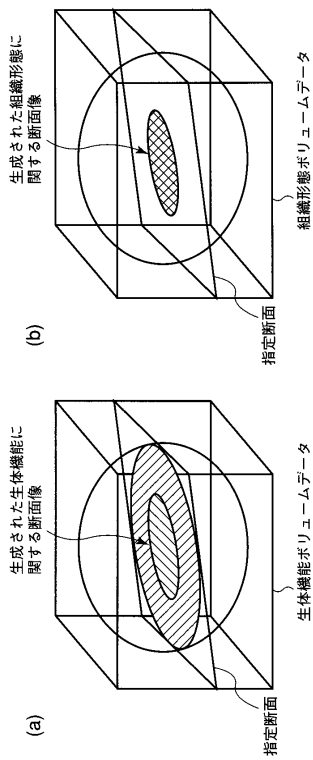 (a)
生成された生体機能に
関する断面像
指定断面
生体機能ボリュームデータ
(b)
生成された組織形態に
関する断面像
指定断面
組織形態ボリュームデータ